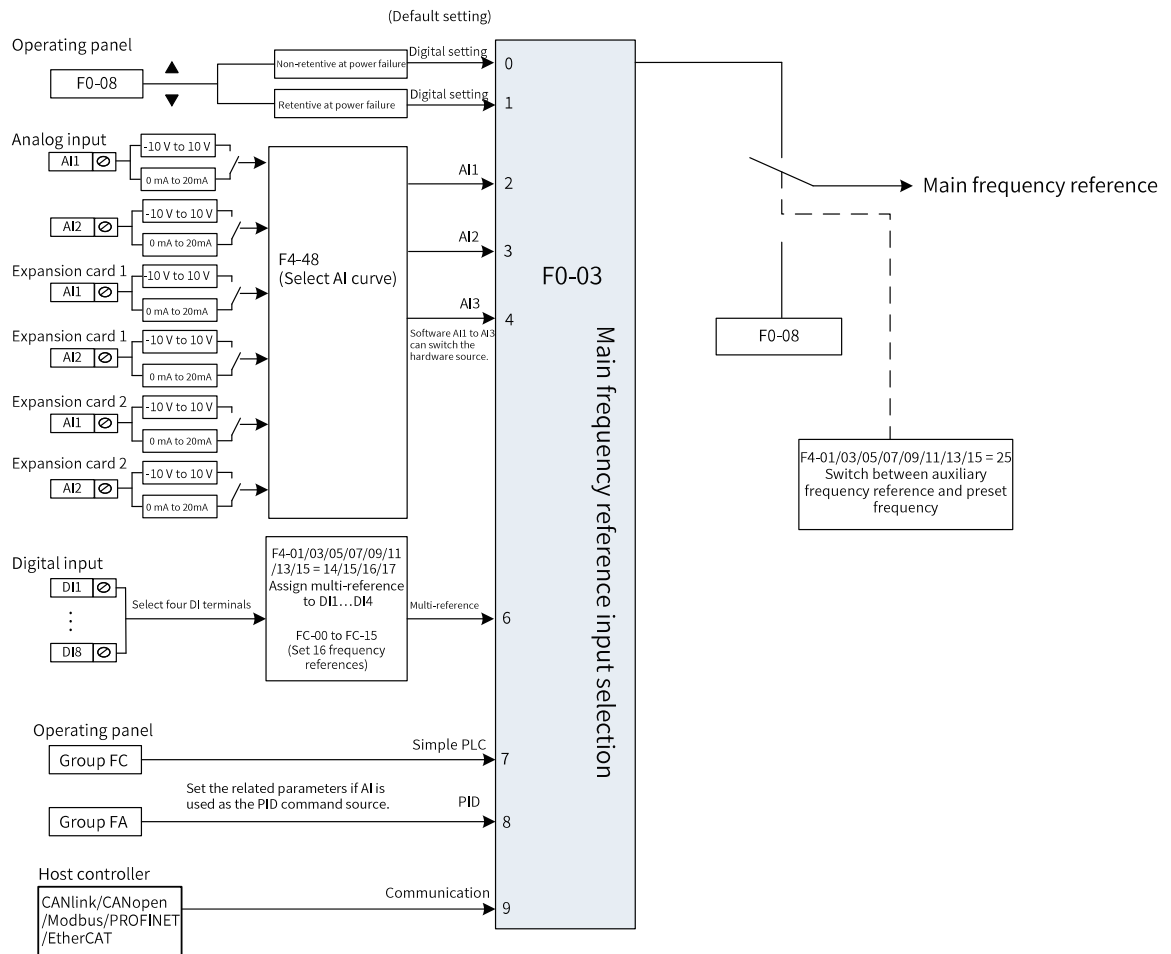 (Default setting)
Operating panel
F0-08
▲
▼
Non-retentive at power failure
Digital setting
0
Retentive at power failure
Digital setting
1
Analog input
AI1
-10 V to 10 V
0 mA to 20mA
AI2
-10 V to 10 V
0 mA to 20mA
Expansion card 1
AI1
-10 V to 10 V
0 mA to 20mA
Expansion card 1
AI2
-10 V to 10 V
0 mA to 20mA
Expansion card 2
AI1
-10 V to 10 V
0 mA to 20mA
Expansion card 2
AI2
-10 V to 10 V
0 mA to 20mA
F4-48
(Select AI curve)
AI1
2
AI2
3
AI3
4
Software AI1 to AI3
can switch the
hardware source.
Digital input
DI1
⋮
DI8
Select four DI terminals
F4-01/03/05/07/09/11
/13/15 = 14/15/16/17
Assign multi-reference
to DI1…DI4
FC-00 to FC-15
(Set 16 frequency
references)
Multi-reference
6
Operating panel
Group FC
Simple PLC
7
Set the related parameters if AI is
used as the PID command source.
Group FA
PID
8
Host controller
CANlink/CANopen
/Modbus/PROFINET
/EtherCAT
Communication
9
F0-03
Main frequency reference input selection
Main frequency reference
F0-08
F4-01/03/05/07/09/11/13/15 = 25
Switch between auxiliary
frequency reference and preset
frequency